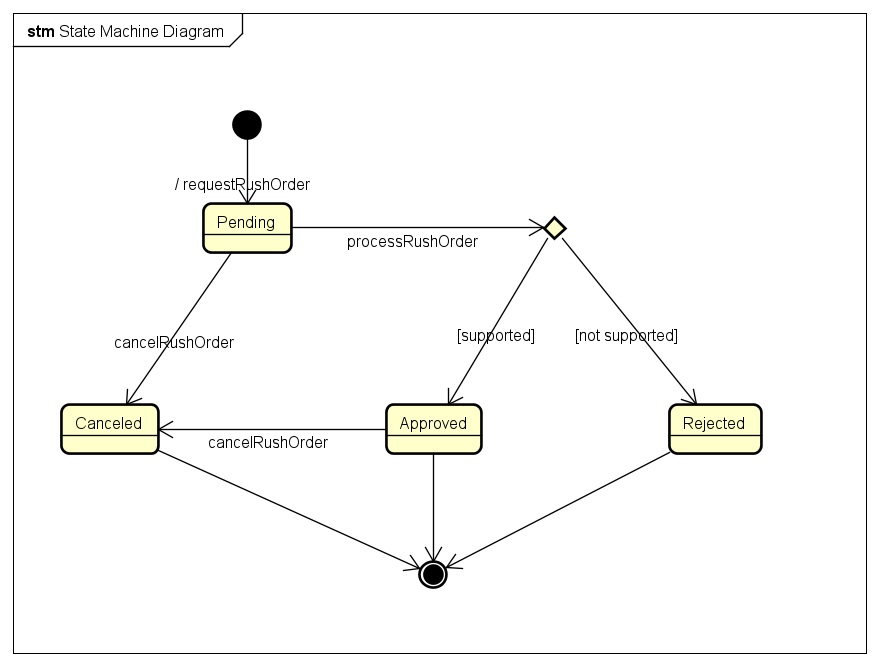 stm State Machine Diagram
/ requestRushOrder
Pending
processRushOrder
[supported]
[not supported]
cancelRushOrder
Canceled
Approved
Rejected
cancelRushOrder